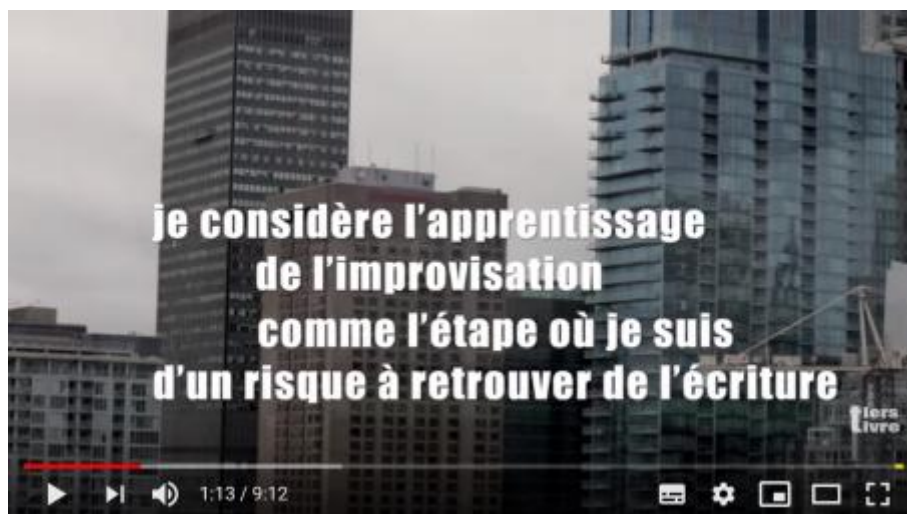 je considère l'apprentissage
de l'improvisation
comme l'étape où je suis
d'un risque à retrouver de l'écriture
tiers
Livre
1:13 / 9:12